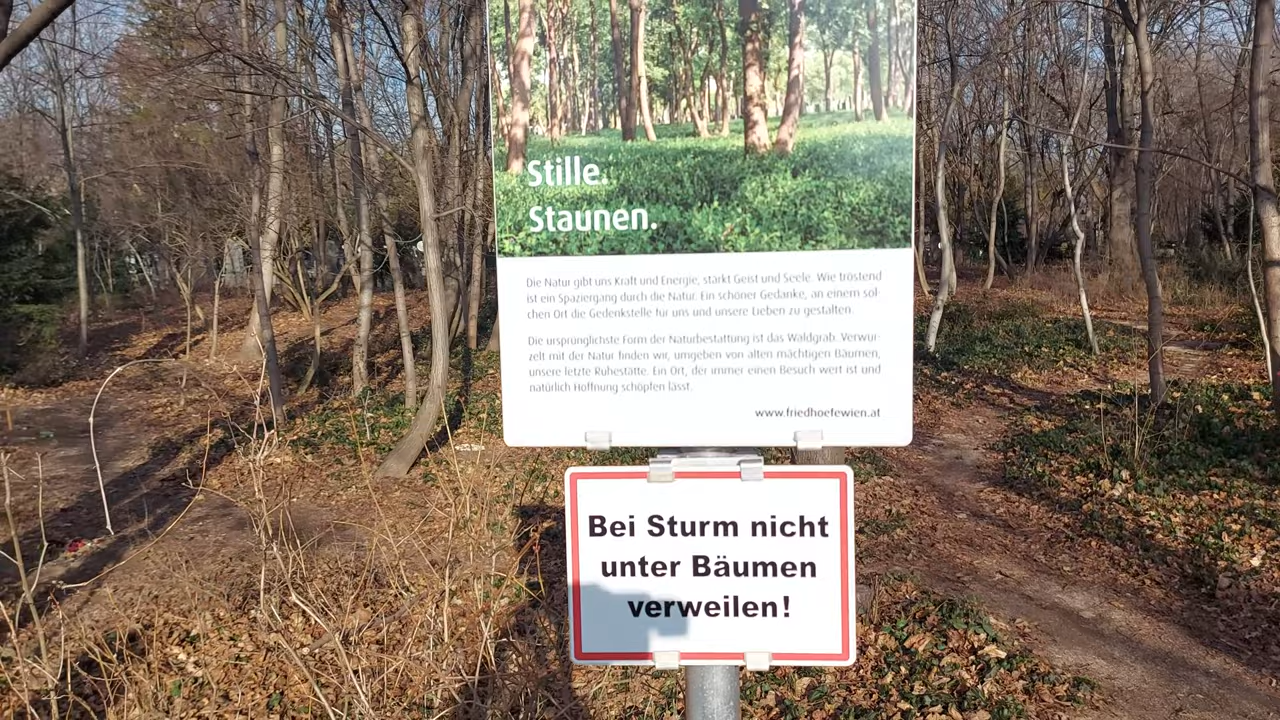 Stille.
Staunen.
Die Natur gibt uns Kraft und Energie, stärkt Geist und Seele. Wie tröstend
ist ein Spaziergang durch die Natur. Ein schöner Gedanke, an einem sol-
chen Ort die Gedenkstelle für uns und unsere Lieben zu gestalten.
Die ursprünglichste Form der Naturbestattung ist das Waldgrab. Verwur-
zelt mit der Natur finden wir, umgeben von alten mächtigen Bäumen,
unsere letzte Ruhestätte. Ein Ort, der immer einen Besuch wert ist und
natürlich Hoffnung schöpfen lässt.
www.friedhoefewien.at
Bei Sturm nicht
unter Bäumen
verweilen!